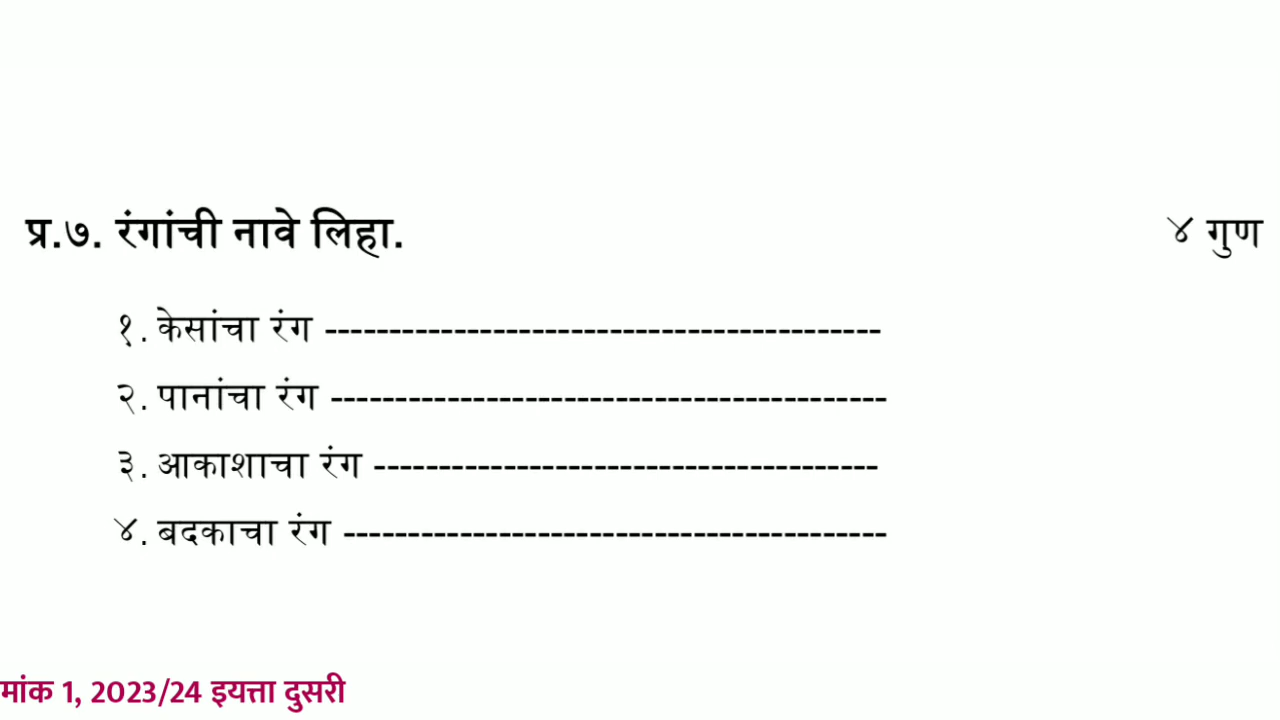 प्र.७. रंगांची नावे लिहा. ४ गुण
१. केसांचा रंग -------------------------------------------
२. पानांचा रंग -------------------------------------------
३. आकाशाचा रंग ---------------------------------------
४. बदकाचा रंग ------------------------------------------
मांक 1, 2023/24 इयत्ता दुसरी